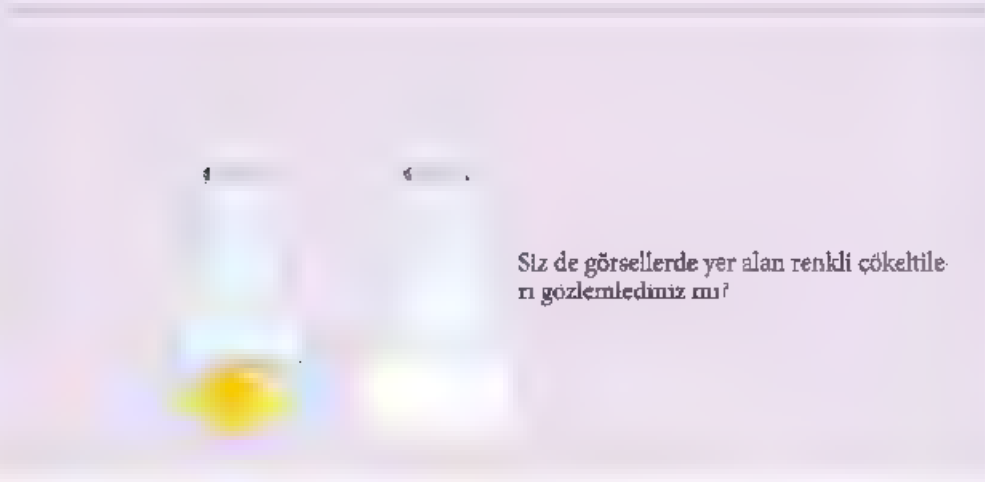 Siz de görsellerde yer alan renkli çökeltile-
ri gözlemlediniz mi?